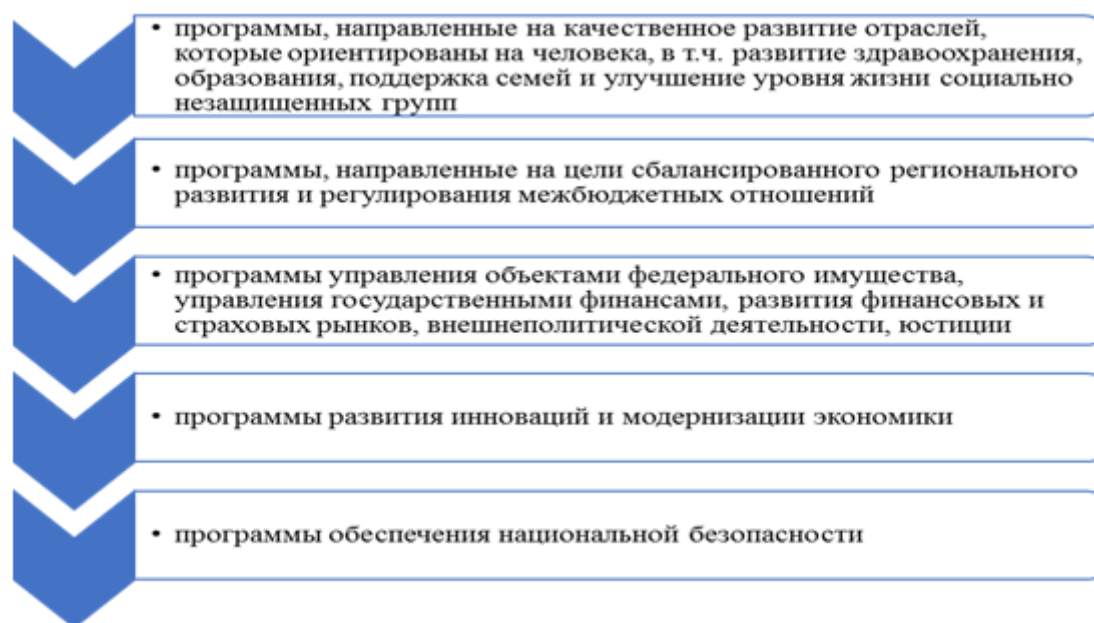 • программы, направленные на качественное развитие отраслей,
которые ориентированы на человека, в т.ч. развитие здравоохранения,
образования, поддержка семей и улучшение уровня жизни социально
незащищенных групп
• программы, направленные на цели сбалансированного регионального
развития и регулирования межбюджетных отношений
• программы управления объектами федерального имущества,
управления государственными финансами, развития финансовых и
страховых рынков, внешнеполитической деятельности, юстиции
• программы развития инноваций и модернизации экономики
• программы обеспечения национальной безопасности